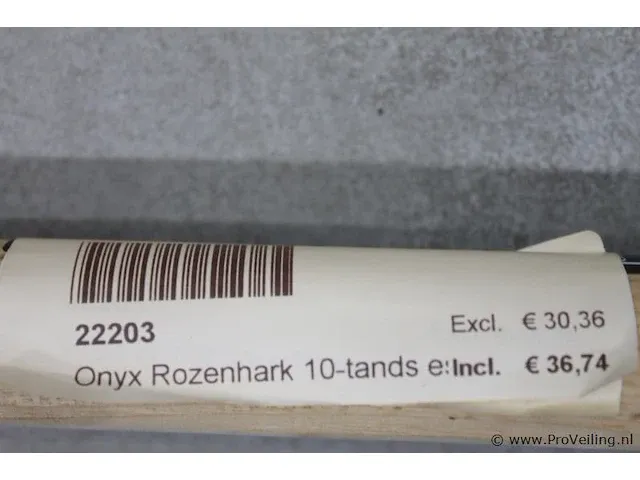 22203
Excl. € 30,36
Onyx Rozenhark 10-tands Incl. € 36,74
© www.ProVeiling.nl